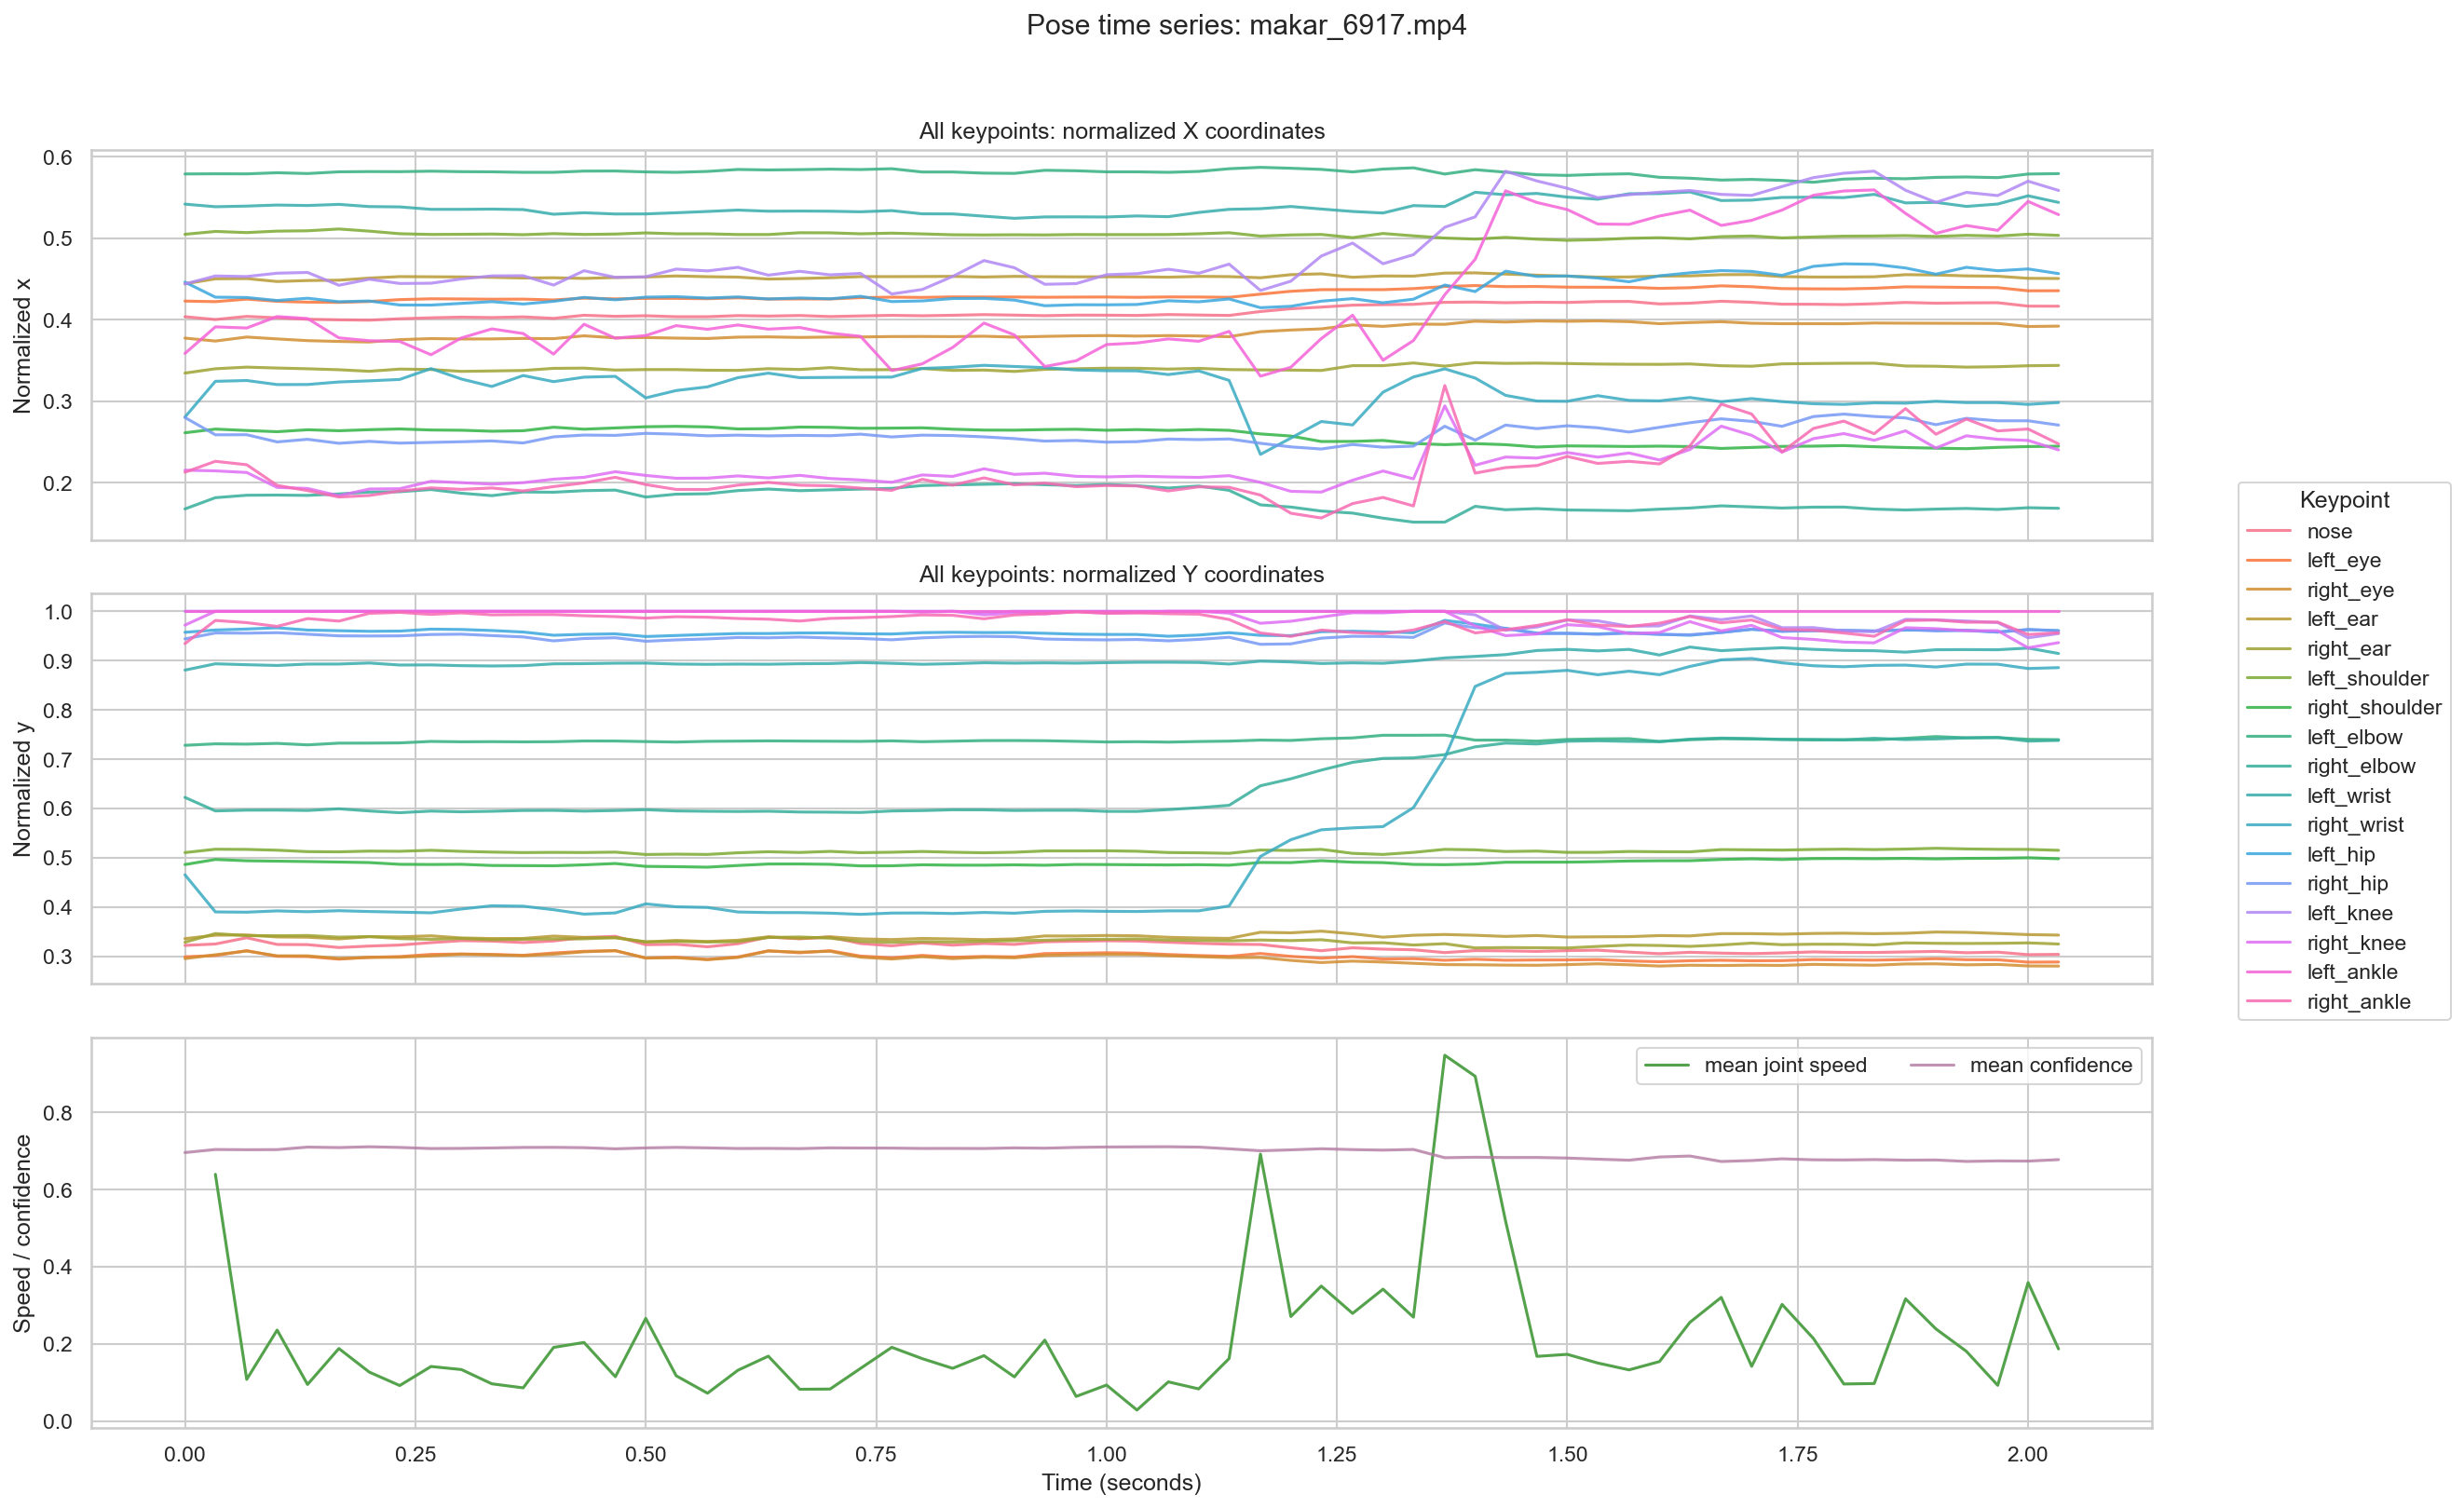 Pose time series: makar_6917.mp4
All keypoints: normalized X coordinates
Normalized x
0.6
0.5
0.4
0.3
0.2
All keypoints: normalized Y coordinates
Normalized y
1.0
0.9
0.8
0.7
0.6
0.5
0.4
0.3
Keypoint
nose
left_eye
right_eye
left_ear
right_ear
left_shoulder
right_shoulder
left_elbow
right_elbow
left_wrist
right_wrist
left_hip
right_hip
left_knee
right_knee
left_ankle
right_ankle
mean joint speed mean confidence
Speed / confidence
0.8
0.6
0.4
0.2
0.0
0.00 0.25 0.50 0.75 1.00 1.25 1.50 1.75 2.00
Time (seconds)